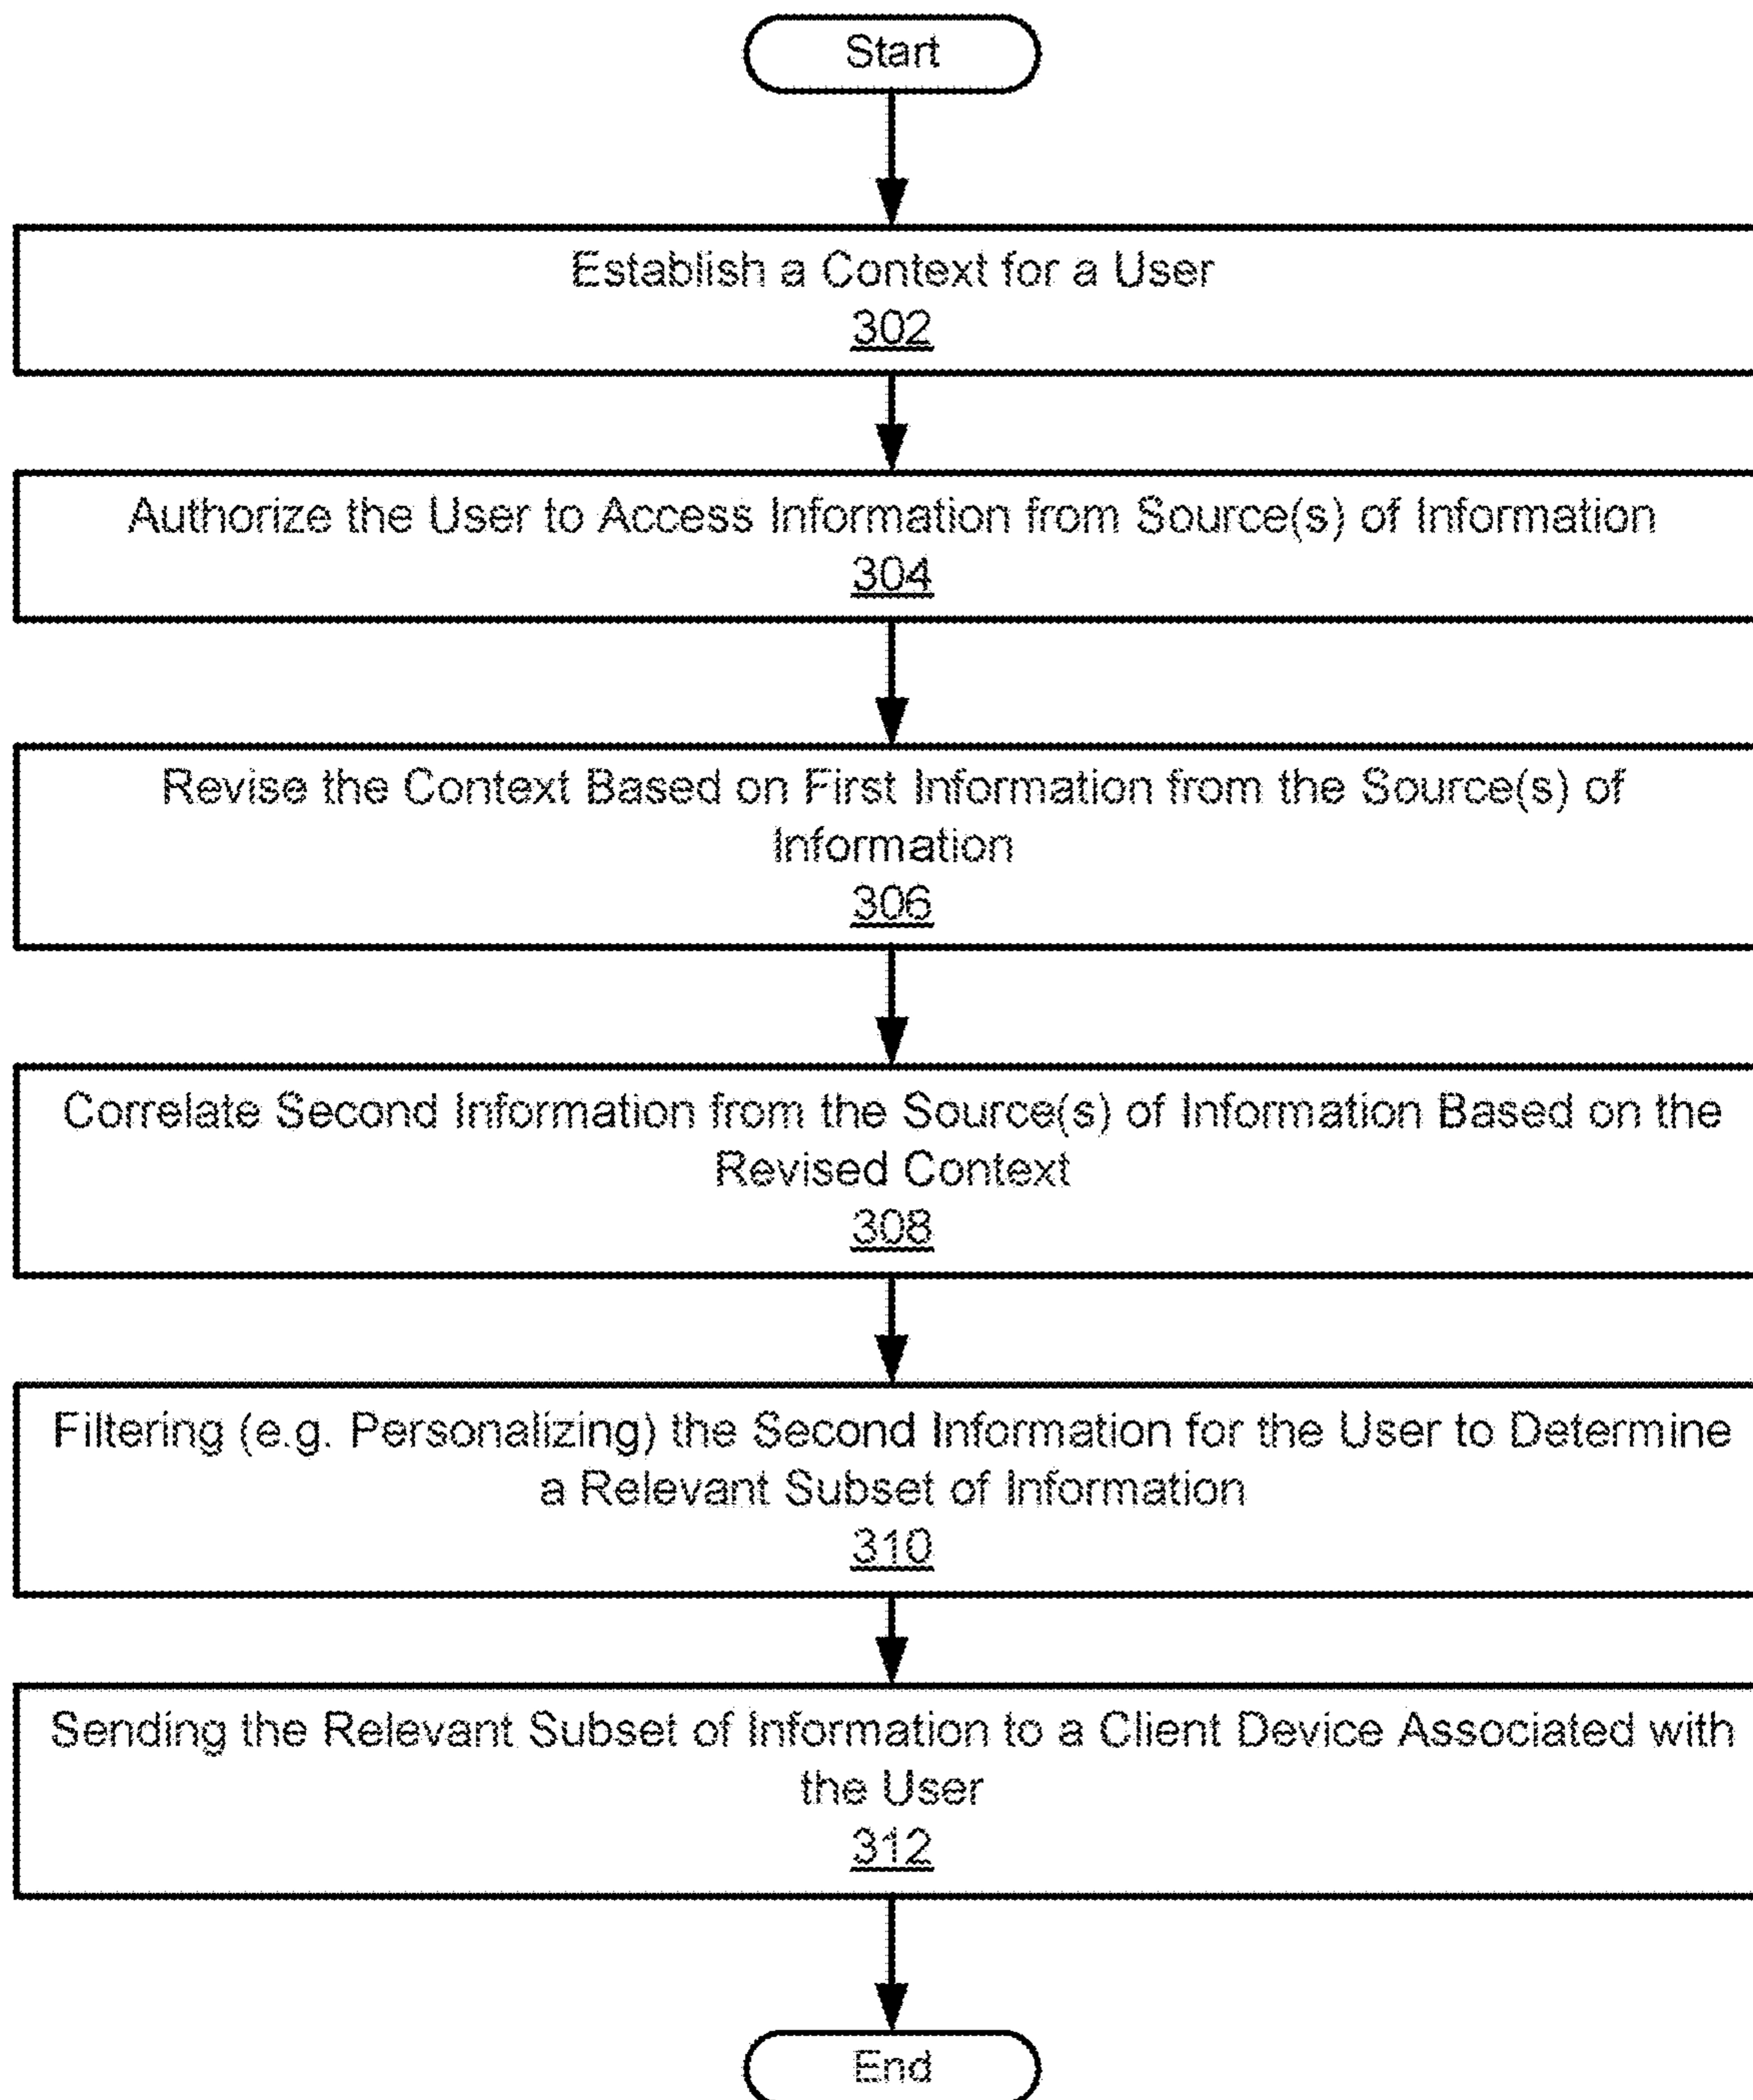 Start
Establish a Context for a User
302
Authorize the User to Access Information from Source(s) of Information
304
Revise the Context Based on First Information from the Source(s) of
Information
306
Correlate Second Information from the Source(s) of Information Based on the
Revised Context
308
Filtering (e.g. Personalizing) the Second Information for the User to Determine
a Relevant Subset of Information
310
Sending the Relevant Subset of Information to a Client Device Associated with
the User
312
End